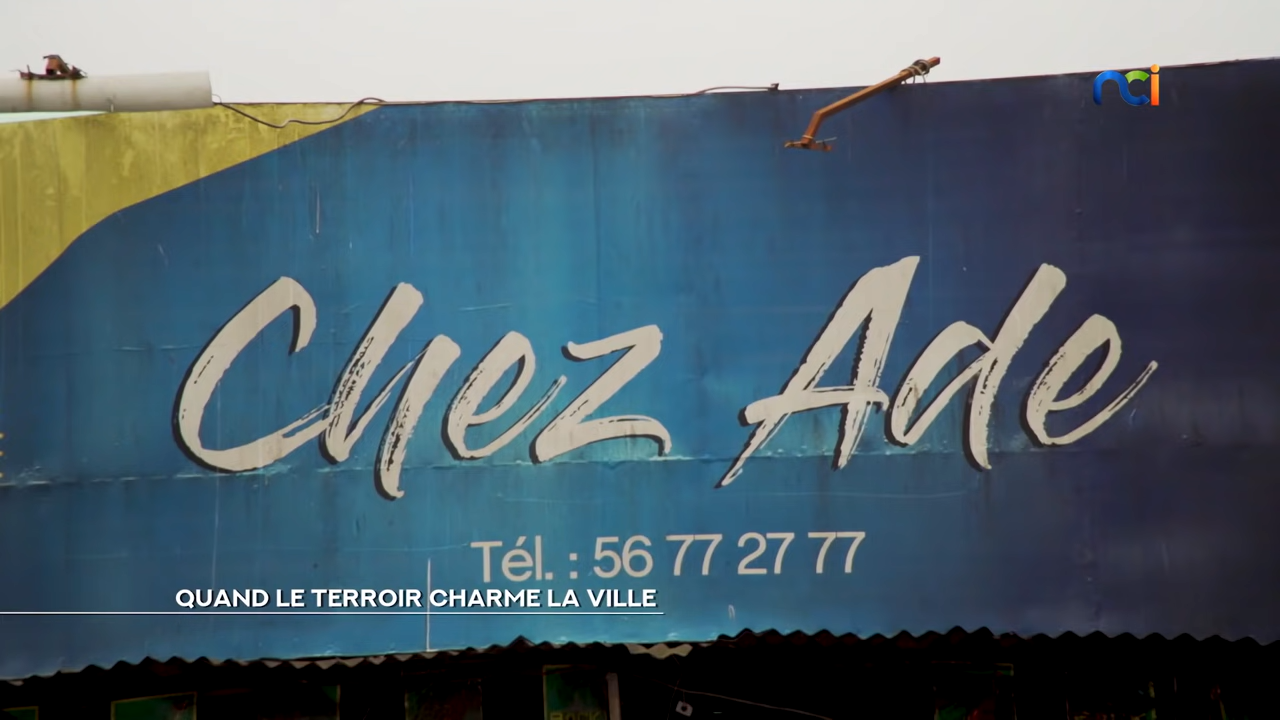 nci
Chez Ade
Tél. : 56 77 27 77
QUAND LE TERROIR CHARME LA VILLE